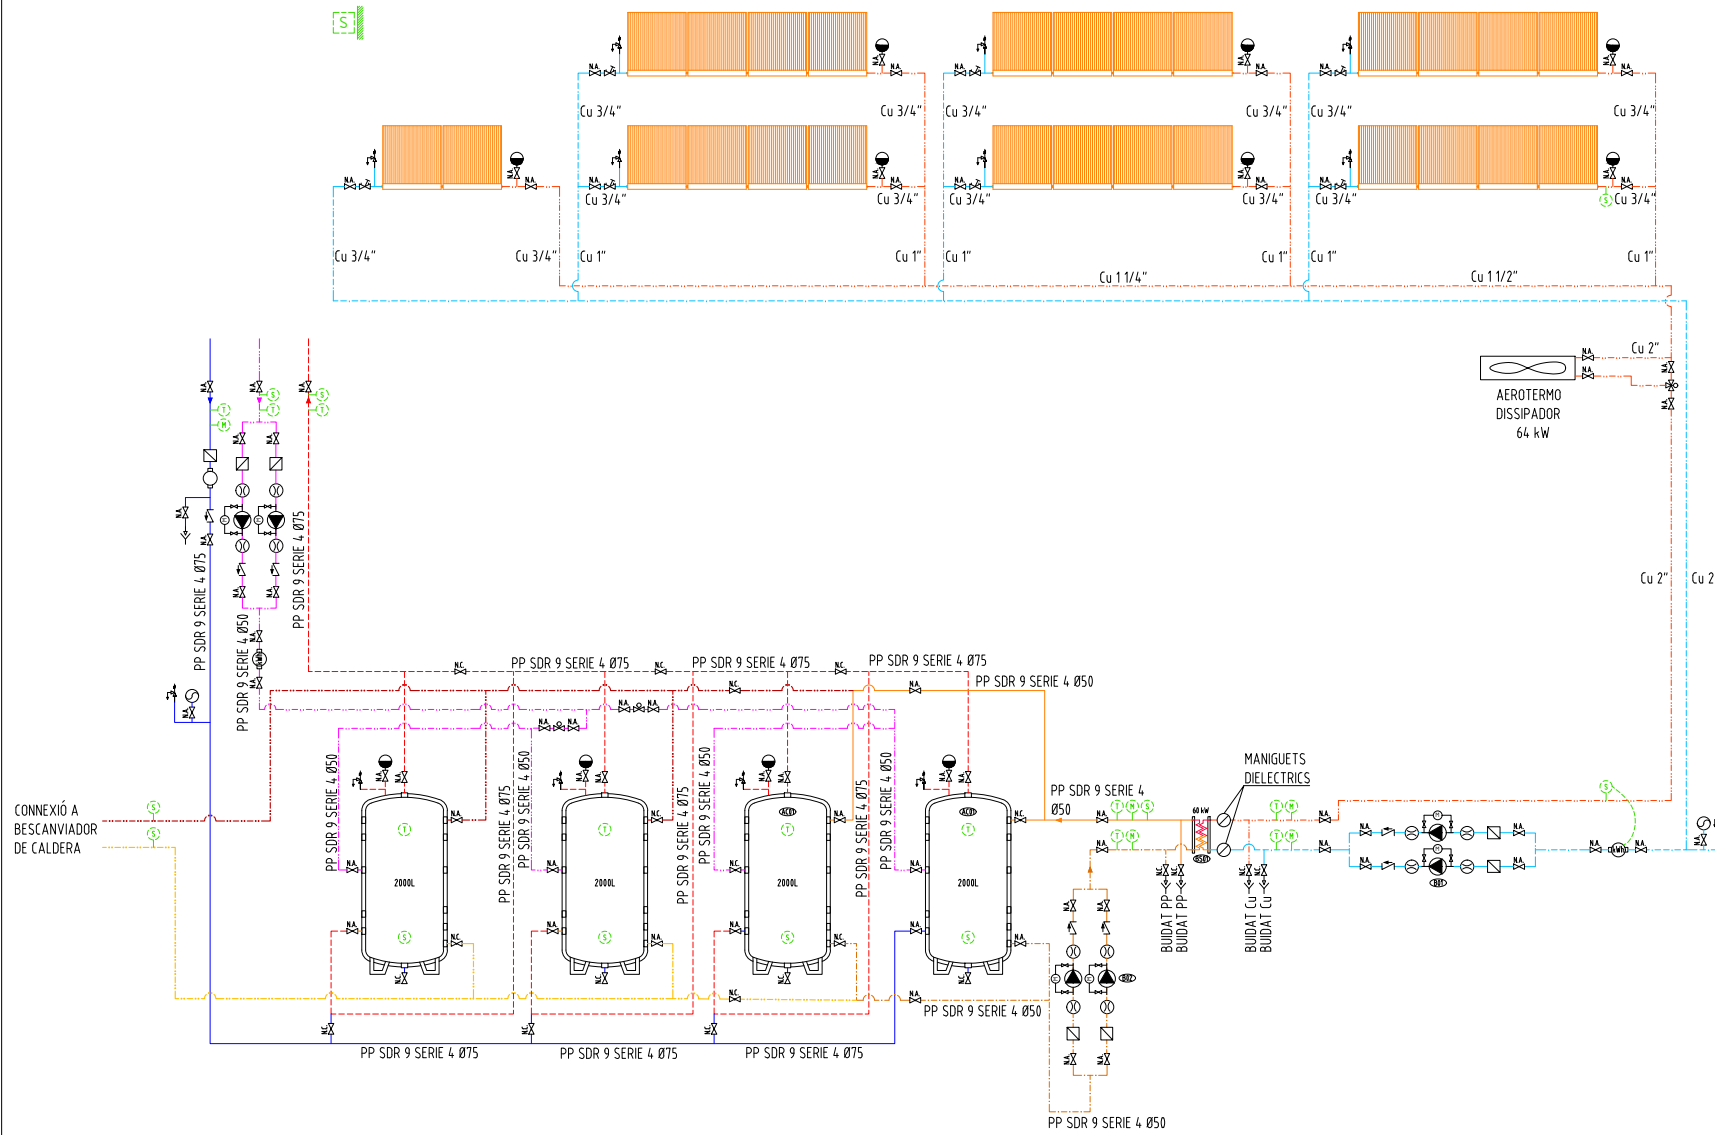 S
N.A.
N.A.
N.A.
N.A.
N.A.
N.A.
N.A.
N.A.
N.A.
Cu 3/4"
Cu 3/4"
Cu 3/4"
Cu 3/4"
Cu 3/4"
Cu 3/4"
N.A.
N.A.
N.A.
N.A.
N.A.
N.A.
N.A.
N.A.
N.A.
N.A.
N.A.
N.A.
Cu 3/4"
Cu 3/4"
Cu 3/4"
Cu 3/4"
Cu 3/4"
S
Cu 3/4"
Cu 3/4"
Cu 3/4"
Cu 1"
Cu 1"
Cu 1"
Cu 1"
Cu 1"
Cu 1"
Cu 1 1/4"
Cu 1 1/2"
Cu 2"
N.A.
N.A.
N.A.
AEROTERMO
DISSIPADOR
64 kW
N.A.
N.A.
N.A.
T
M
S
T
S
T
N.A.
N.A.
N.A.
N.A.
N.A.
N.A.
PP SDR 9 SERIE 4 Ø75
PP SDR 9 SERIE 4 Ø50
PP SDR 9 SERIE 4 Ø75
Cu 2"
Cu 2
N.A.
kWh
N.A.
N.A.
N.C.
PP SDR 9 SERIE 4 Ø75
N.C.
PP SDR 9 SERIE 4 Ø75
N.C.
PP SDR 9 SERIE 4 Ø75
PP SDR 9 SERIE 4 Ø50
N.C.
N.A.
N.A.
N.A.
N.A.
N.A.
PP SDR 9 SERIE 4 Ø50
PP SDR 9 SERIE 4 Ø75
PP SDR 9 SERIE 4 Ø50
PP SDR 9 SERIE 4 Ø75
PP SDR 9 SERIE 4 Ø50
PP SDR 9 SERIE 4 Ø75
PP SDR 9 SERIE 4 Ø50
N.A.
N.A.
N.A.
N.A.
N.A.
N.A.
N.A.
N.A.
MANGUETS
DIELECTRICS
PP SDR 9 SERIE 4
Ø50
CONNEXIÓ A
BESCANVIADOR
DE CALDERA
S
S
N.A.
N.A.
N.A.
N.C.
AC01
AC01
T
T
T
T
N.A.
T
M
S
60 kW
T
M
N.A.
N.A.
T
M
T
M
N.A.
BS01
N.A.
N.A.
N.A.
N.A.
B01
S
N.A.
kWh
N.A.
N.A.
N.A.
N.A.
N.A.
2000L
2000L
2000L
2000L
N.C.
N.C.
N.C.
N.C.
BUIDAT PP
BUIDAT PP
BUIDAT Cu
BUIDAT Cu
N.A.
N.A.
N.A.
N.A.
N.C.
N.A.
N.A.
N.C.
N.C.
S
S
S
S
N.C.
N.C.
N.C.
N.C.
B02
N.C.
N.A.
PP SDR 9 SERIE 4 Ø50
N.C.
N.C.
N.C.
PP SDR 9 SERIE 4 Ø75
PP SDR 9 SERIE 4 Ø75
PP SDR 9 SERIE 4 Ø75
N.A.
N.A.
PP SDR 9 SERIE 4 Ø50